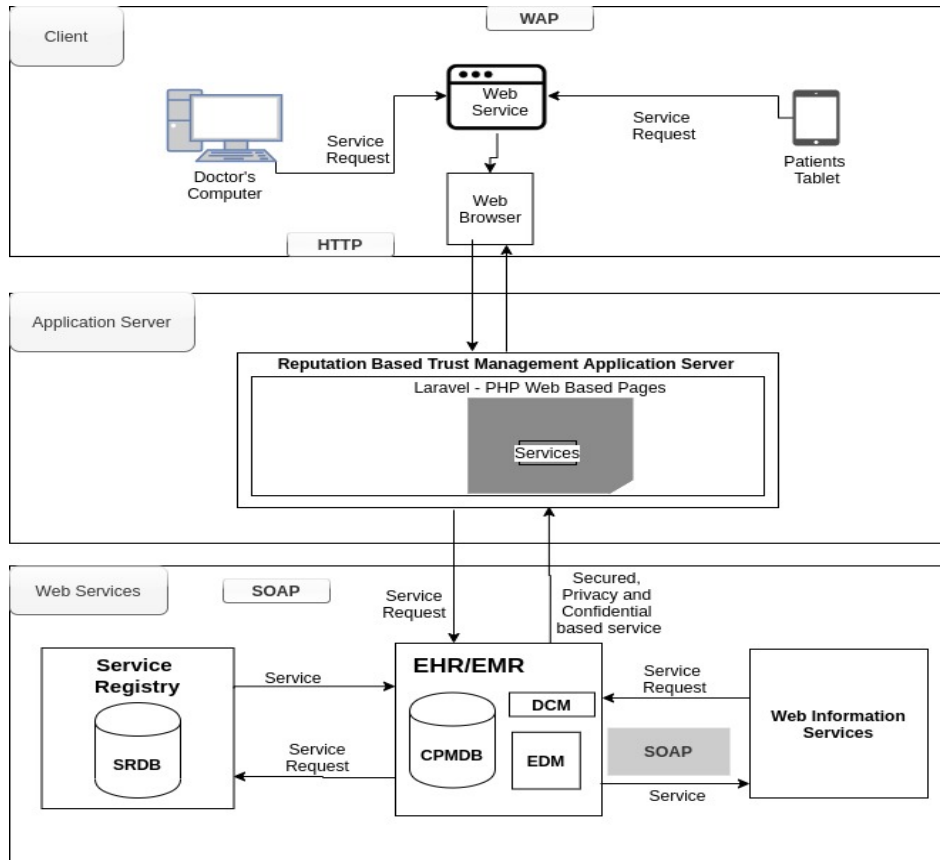 WAP
Client
Web
Service
Service
Request
Service
Request
Doctor's
Computer
Patients
Tablet
Web
Browser
HTTP
Application Server
Reputation Based Trust Management Application Server
Laravel - PHP Web Based Pages
Services
Web Services
SOAP
Service
Request
Secured,
Privacy and
Confidential
based service
Service
Registry
SRDB
Service
Service
Request
EHR/EMR
CPMDB
DCM
EDM
Service
Request
SOAP
Service
Web Information
Services